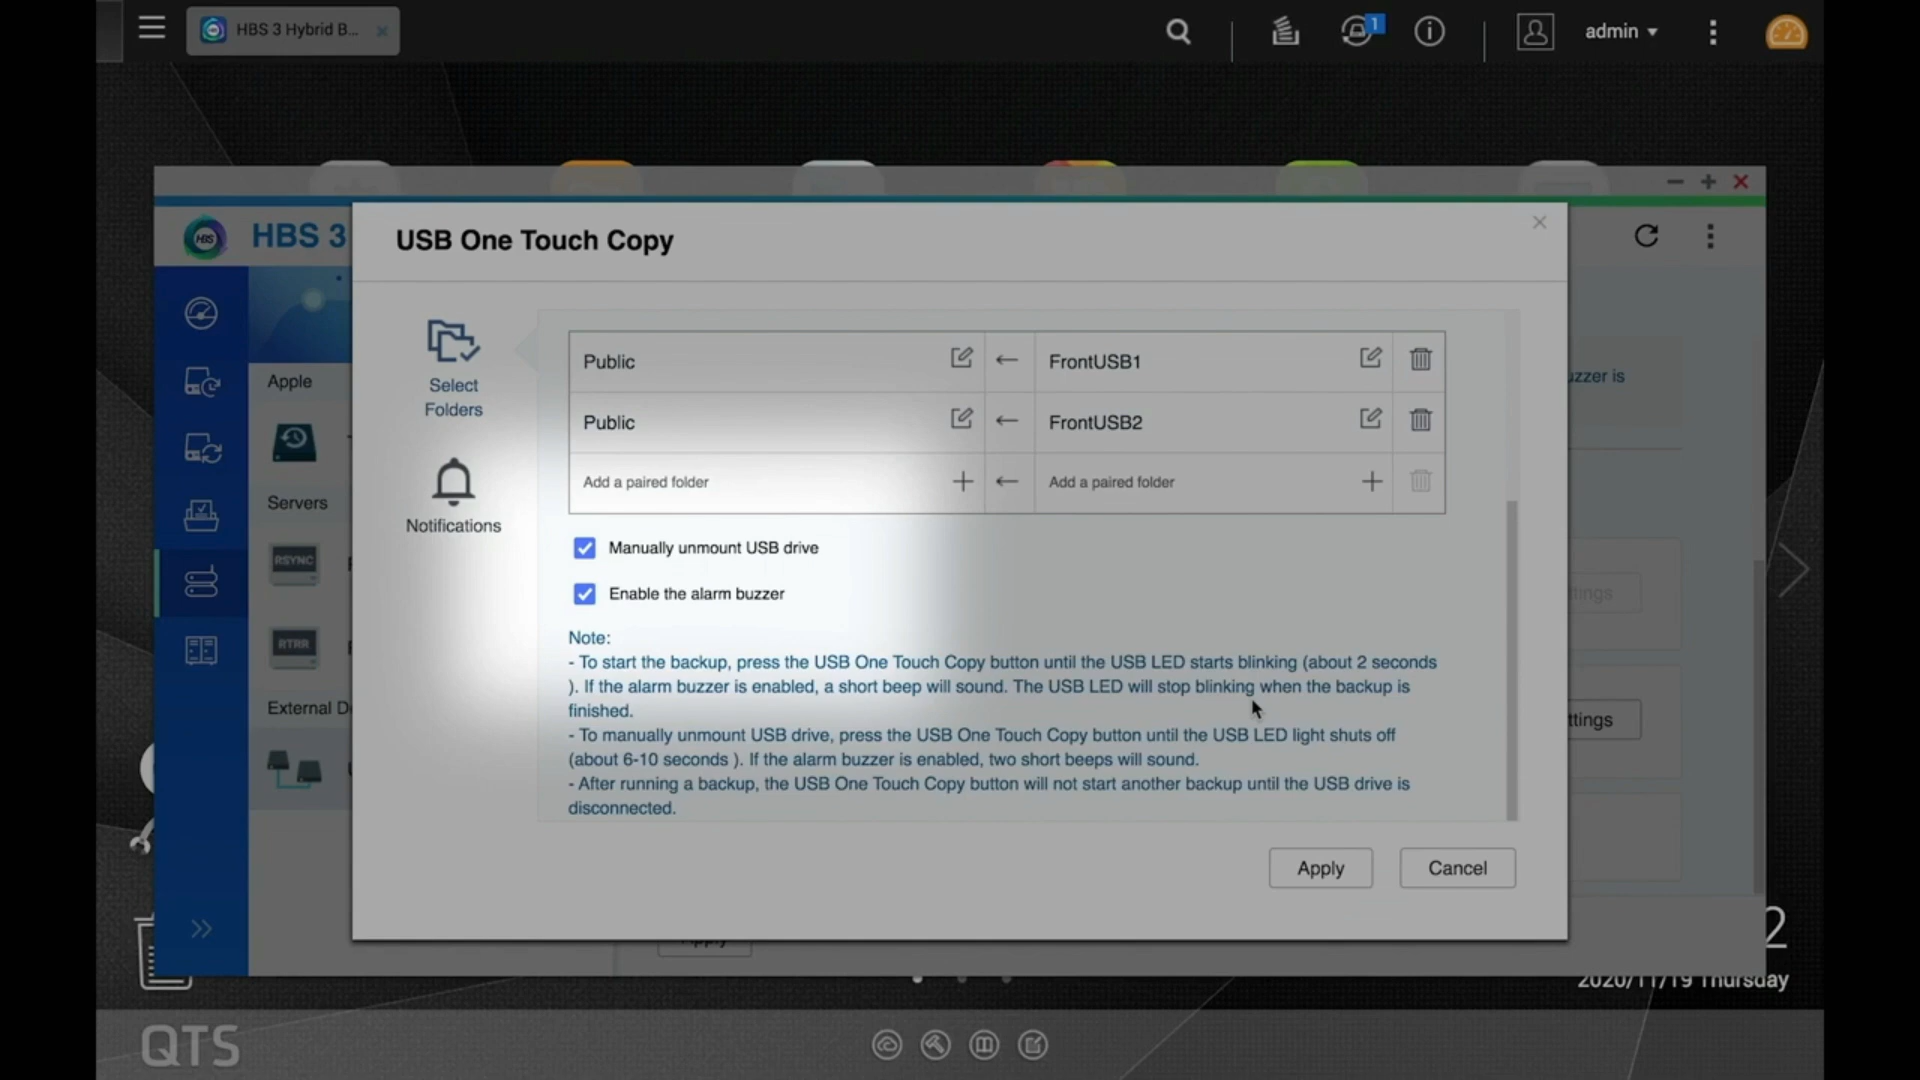 HBS 3 Hybrid B...
1
admin
HBS 3
USB One Touch Copy
Apple
Servers
RSYNC
RTRR
External D
Select
Folders
Notifications
Public
FrontUSB1
Public
FrontUSB2
Add a paired folder
Add a paired folder
Manually unmount USB drive
Enable the alarm buzzer
Note:
- To start the backup, press the USB One Touch Copy button until the USB LED starts blinking (about 2 seconds
). If the alarm buzzer is enabled, a short beep will sound. The USB LED will stop blinking when the backup is
finished.
- To manually unmount USB drive, press the USB One Touch Copy button until the USB LED light shuts off
(about 6-10 seconds ). If the alarm buzzer is enabled, two short beeps will sound.
- After running a backup, the USB One Touch Copy button will not start another backup until the USB drive is
disconnected.
Apply
Cancel
uzzer is
ttings
ttings
Apply
2
2020/11/19 Thursday
QTS